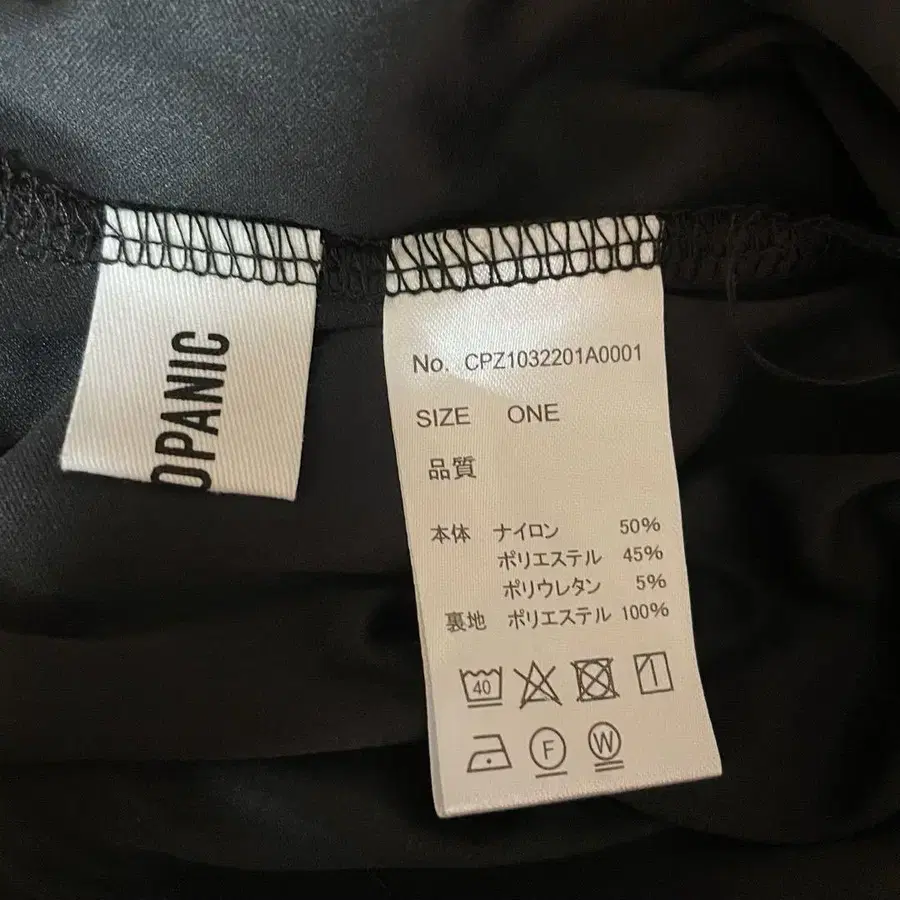 OPANIC
No. CPZ1032201A0001
SIZE ONE
品質
本体 ナイロン 50%
ポリエステル 45%
ポリウレタン 5%
裏地 ポリエステル 100%
40
F W